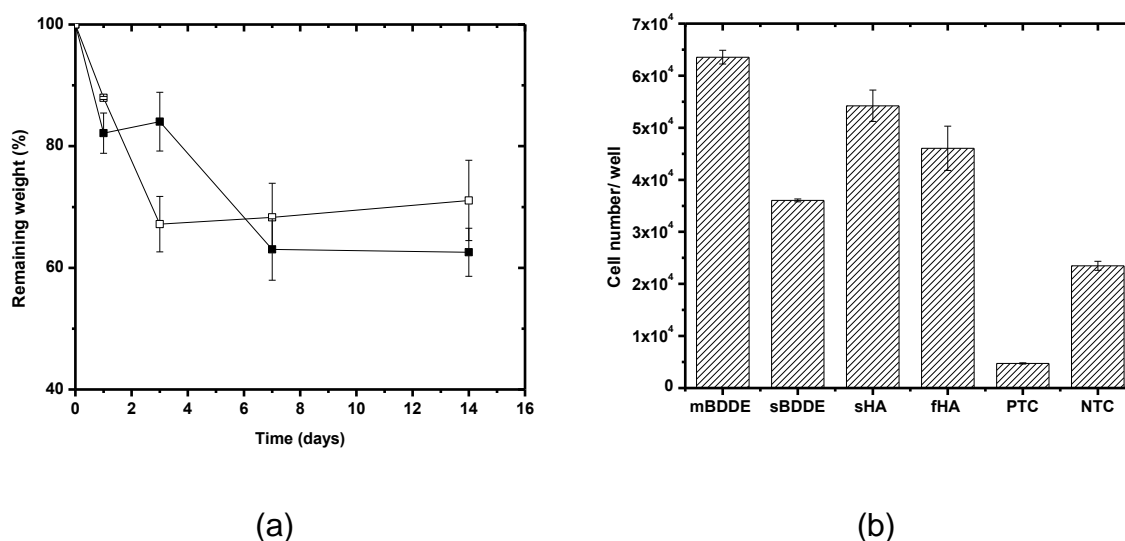 100
80
60
40
Remaining weight (%)
0 2 4 6 8 10 12 14 16
Time (days)
(a)
7x10⁴
6x10⁴
5x10⁴
4x10⁴
3x10⁴
2x10⁴
1x10⁴
0
Cell number/ well
mBDDE sBDDE sHA fHA PTC NTC
(b)